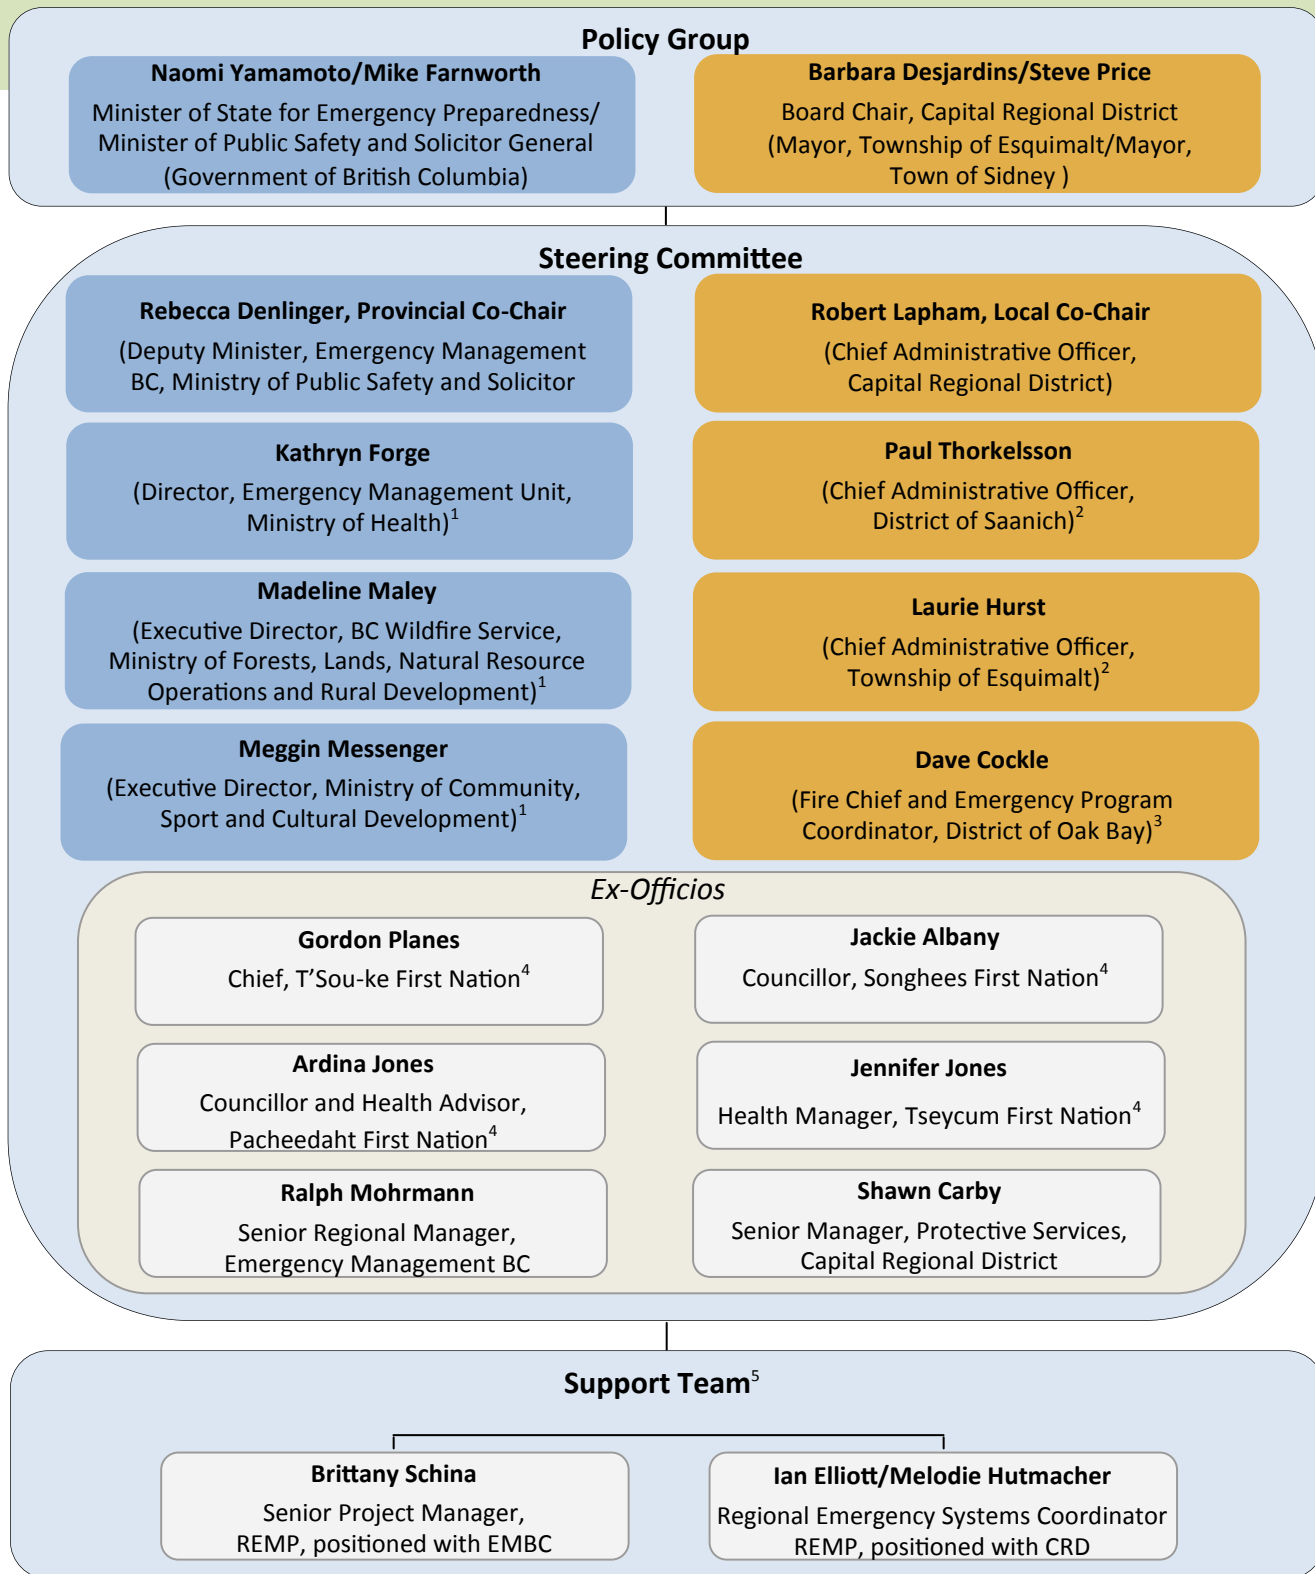 Policy Group
Naomi Yamamoto/Mike Farnworth
Minister of State for Emergency Preparedness/
Minister of Public Safety and Solicitor General
(Government of British Columbia)
Barbara Desjardins/Steve Price
Board Chair, Capital Regional District
(Mayor, Township of Esquimalt/Mayor,
Town of Sidney )
Steering Committee
Rebecca Denlinger, Provincial Co-Chair
(Deputy Minister, Emergency Management
BC, Ministry of Public Safety and Solicitor
Robert Lapham, Local Co-Chair
(Chief Administrative Officer,
Capital Regional District)
Kathryn Forge
(Director, Emergency Management Unit,
Ministry of Health)¹
Paul Thorkelsson
(Chief Administrative Officer,
District of Saanich)²
Madeline Maley
(Executive Director, BC Wildfire Service,
Ministry of Forests, Lands, Natural Resource
Operations and Rural Development)¹
Laurie Hurst
(Chief Administrative Officer,
Township of Esquimalt)²
Meggin Messenger
(Executive Director, Ministry of Community,
Sport and Cultural Development)¹
Dave Cockle
(Fire Chief and Emergency Program
Coordinator, District of Oak Bay)³
Ex-Officios
Gordon Planes
Chief, T’Sou-ke First Nation⁴
Jackie Albany
Councillor, Songhees First Nation⁴
Ardina Jones
Councillor and Health Advisor,
Pacheedaht First Nation⁴
Jennifer Jones
Health Manager, Tseycum First Nation⁴
Ralph Mohrmann
Senior Regional Manager,
Emergency Management BC
Shawn Carby
Senior Manager, Protective Services,
Capital Regional District
Support Team⁵
Brittany Schina
Senior Project Manager,
REMP, positioned with EMBC
Ian Elliott/Melodie Hutmacher
Regional Emergency Systems Coordinator
REMP, positioned with CRD